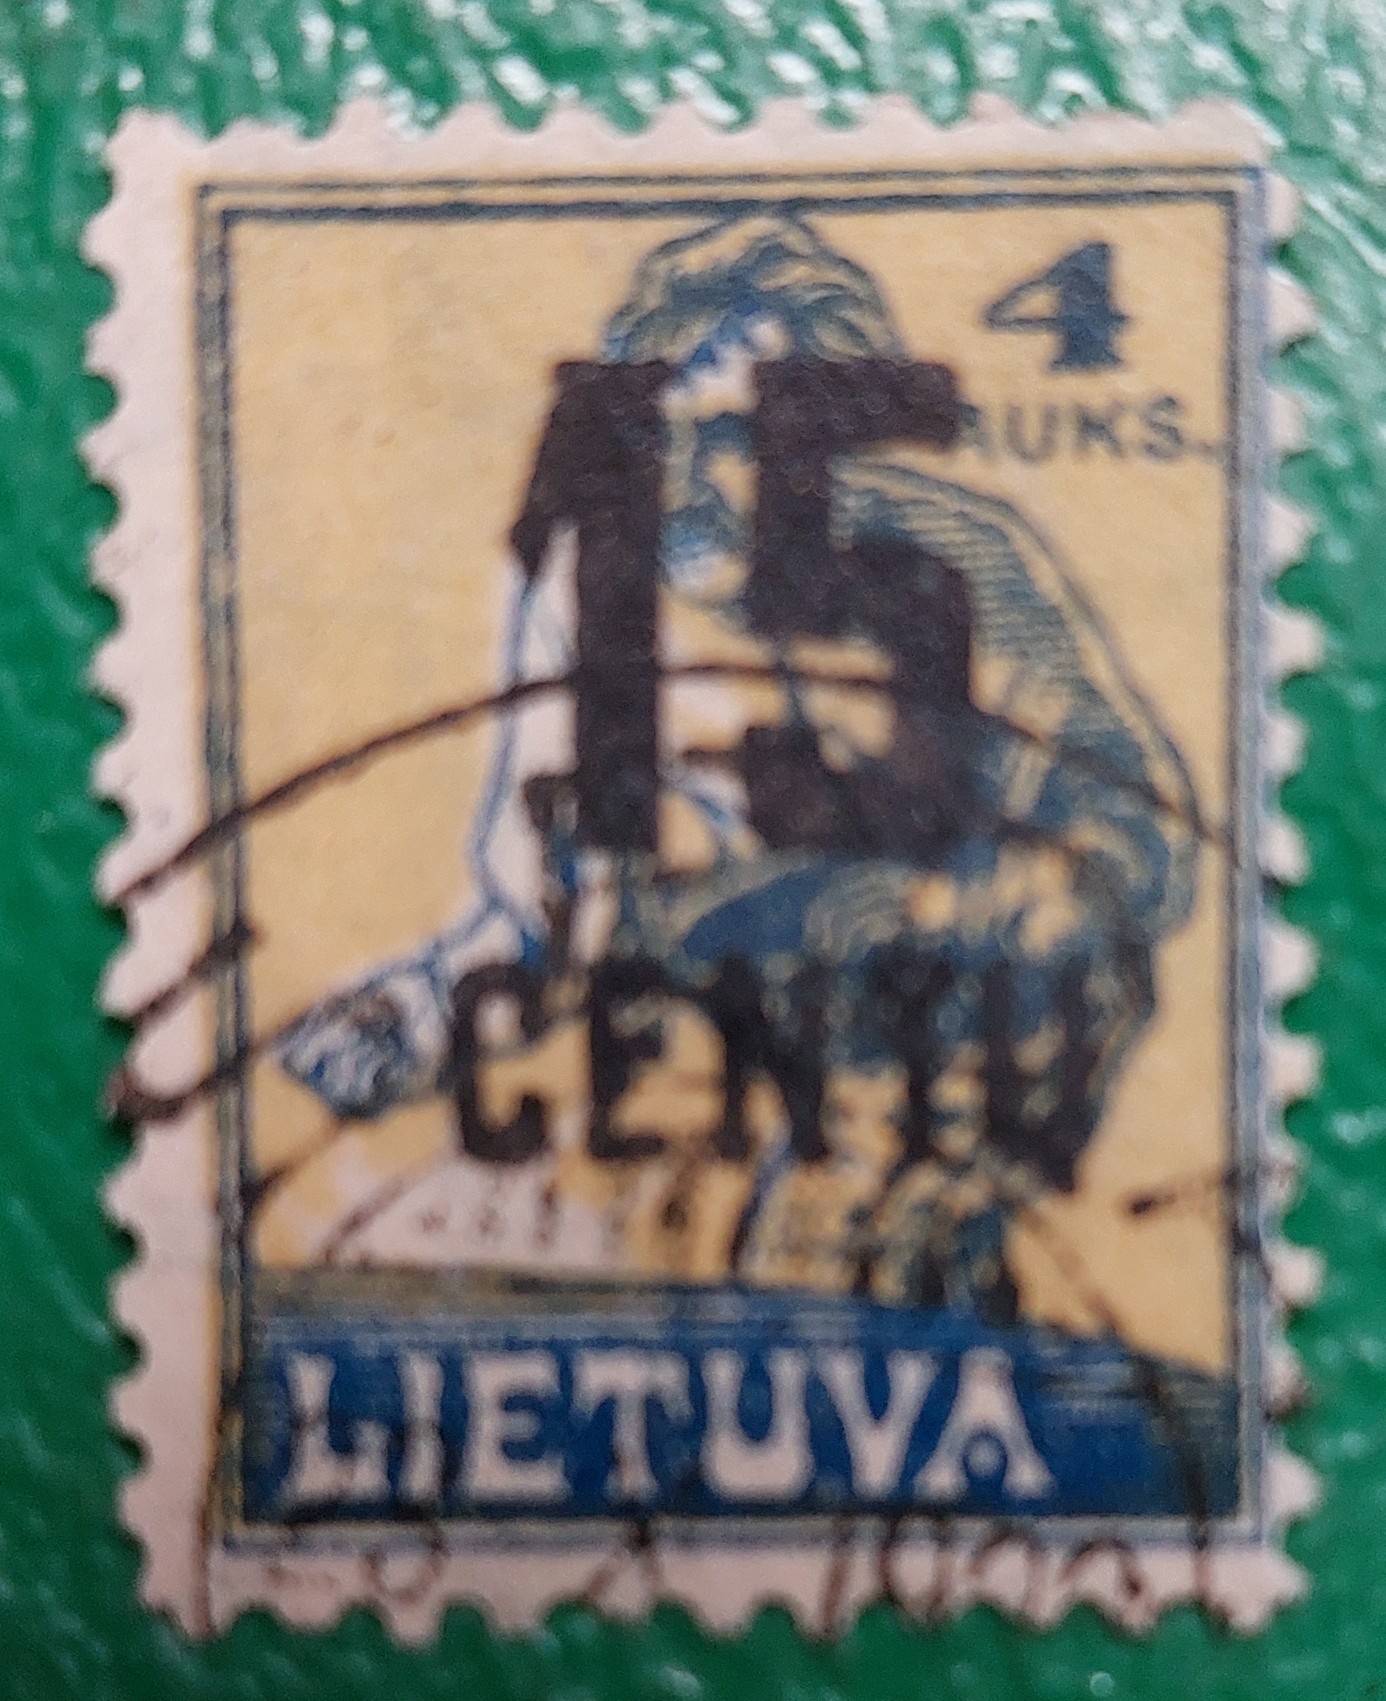 4
AUKS.
15
CENTŲ
LIETUVA